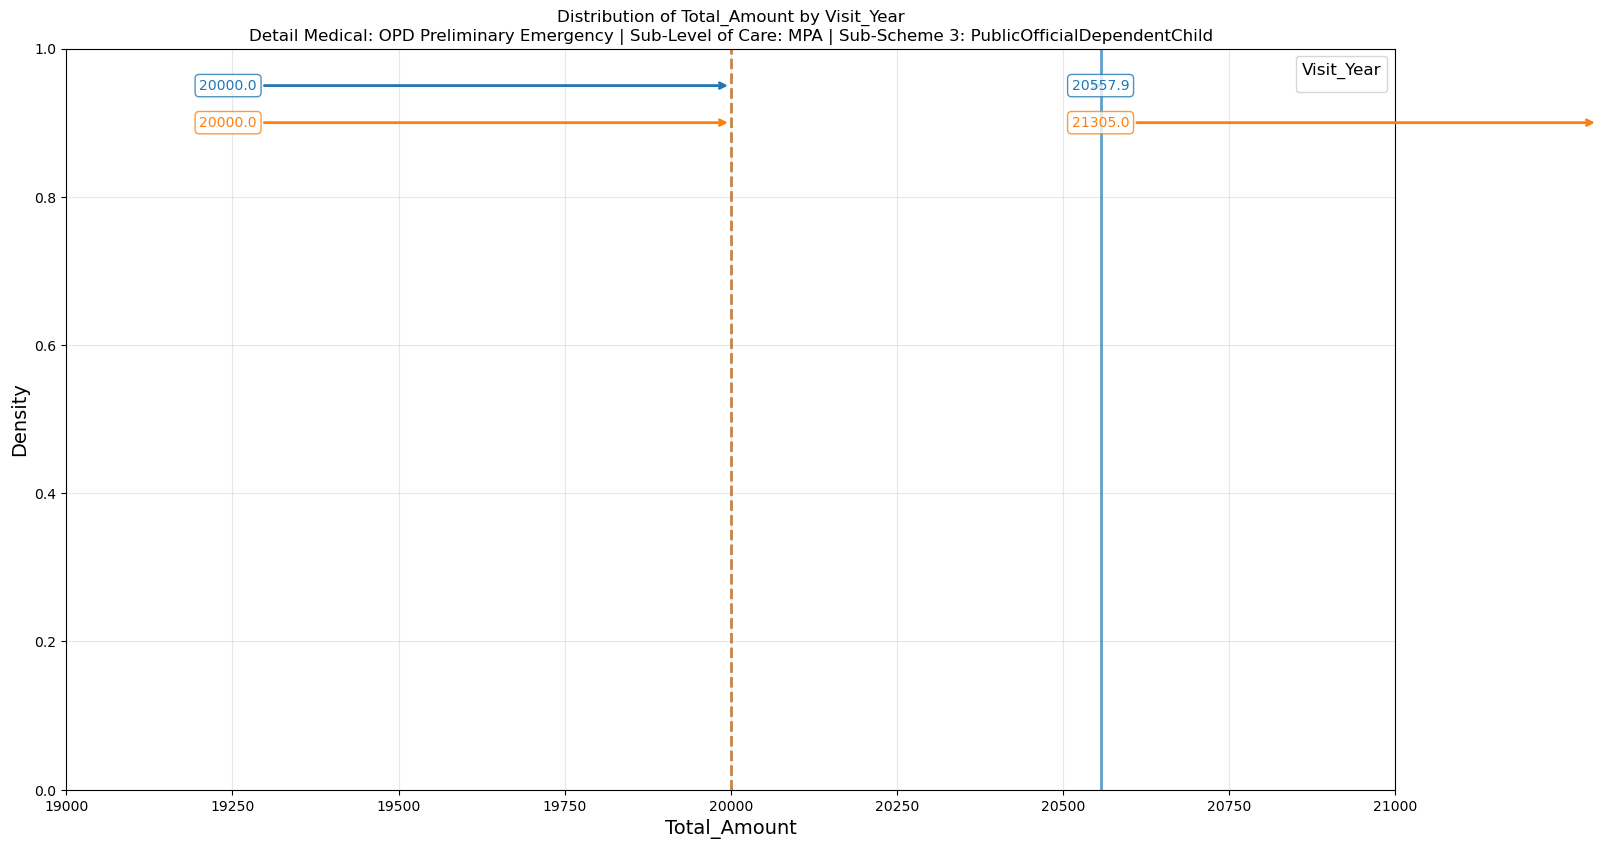 Distribution of Total_Amount by Visit_Year
Detail Medical: OPD Preliminary Emergency | Sub-Level of Care: MPA | Sub-Scheme 3: PublicOfficialDependentChild
1.0
20000.0
20557.9
Visit_Year
20000.0
21305.0
0.8
0.6
Density
0.4
0.2
0.0
19000 19250 19500 19750 20000 20250 20500 20750 21000
Total_Amount